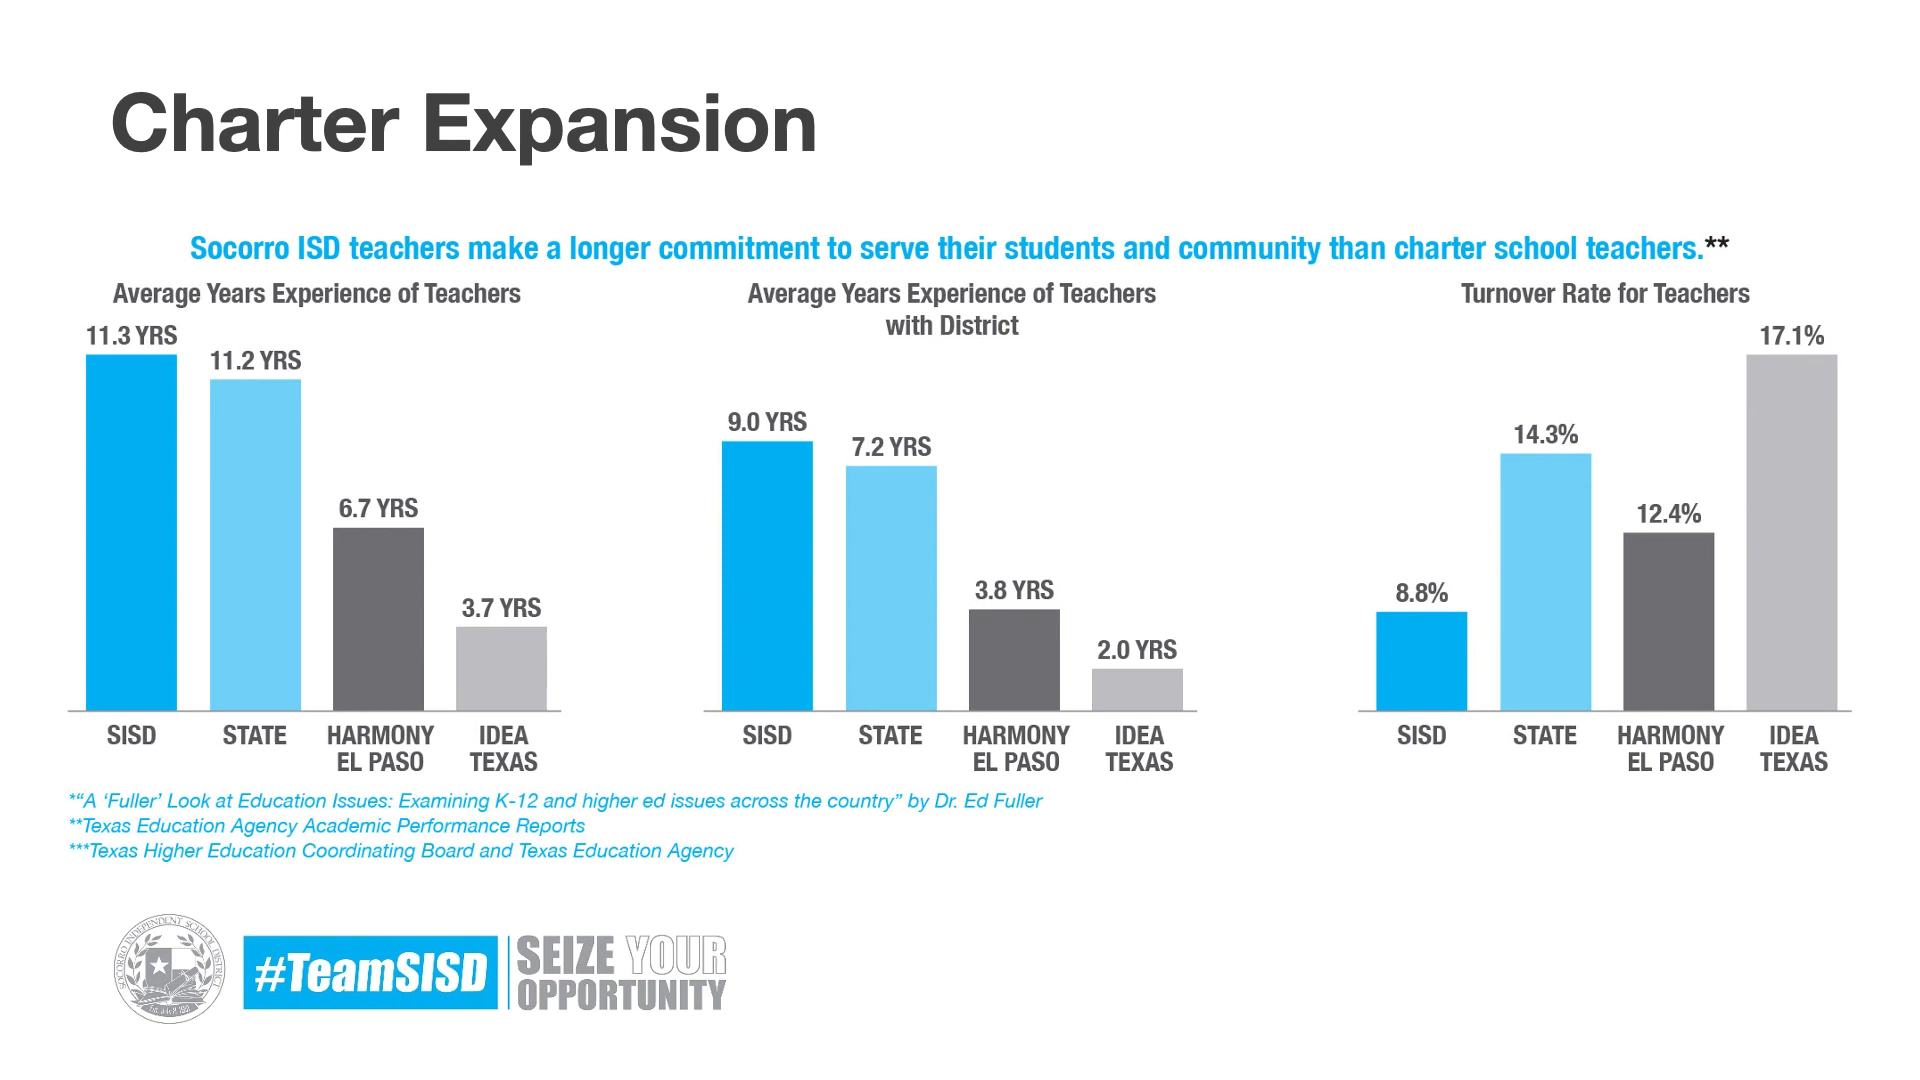 Charter Expansion
Socorro ISD teachers make a longer commitment to serve their students and community than charter school teachers.**
Average Years Experience of Teachers
11.3 YRS
11.2 YRS
6.7 YRS
3.7 YRS
SISD
STATE
HARMONY
EL PASO
IDEA
TEXAS
Average Years Experience of Teachers
with District
9.0 YRS
7.2 YRS
3.8 YRS
2.0 YRS
SISD
STATE
HARMONY
EL PASO
IDEA
TEXAS
Turnover Rate for Teachers
8.8%
14.3%
12.4%
17.1%
SISD
STATE
HARMONY
EL PASO
IDEA
TEXAS
*“A ‘Fuller’ Look at Education Issues: Examining K-12 and higher ed issues across the country” by Dr. Ed Fuller
**Texas Education Agency Academic Performance Reports
***Texas Higher Education Coordinating Board and Texas Education Agency
SOCORRO INDEPENDENT SCHOOL DISTRICT
#TeamSISD
SEIZE YOUR
OPPORTUNITY